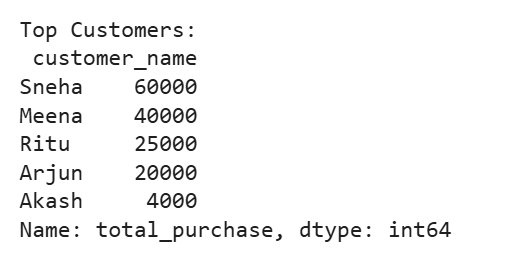 Top Customers:
 customer_name
Sneha    60000
Meena    40000
Ritu     25000
Arjun    20000
Akash     4000
Name: total_purchase, dtype: int64